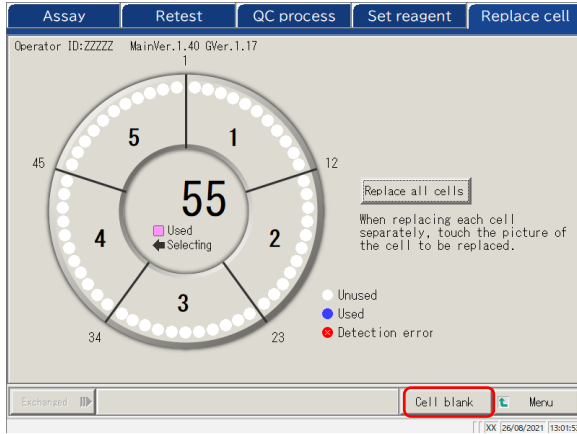 Assay Retest QC process Set reagent Replace cell
Operator ID:ZZZZZ MainVer.1.40 GVer.1.17
1
5 1
45 12
55
Replace all cells
Used
Selecting
When replacing each cell
separately, touch the picture of
the cell to be replaced.
4 2
Unused
3
Used
34 23
Detection error
Exchanged Cell blank Menu
XX 26/08/2021 13:01:53